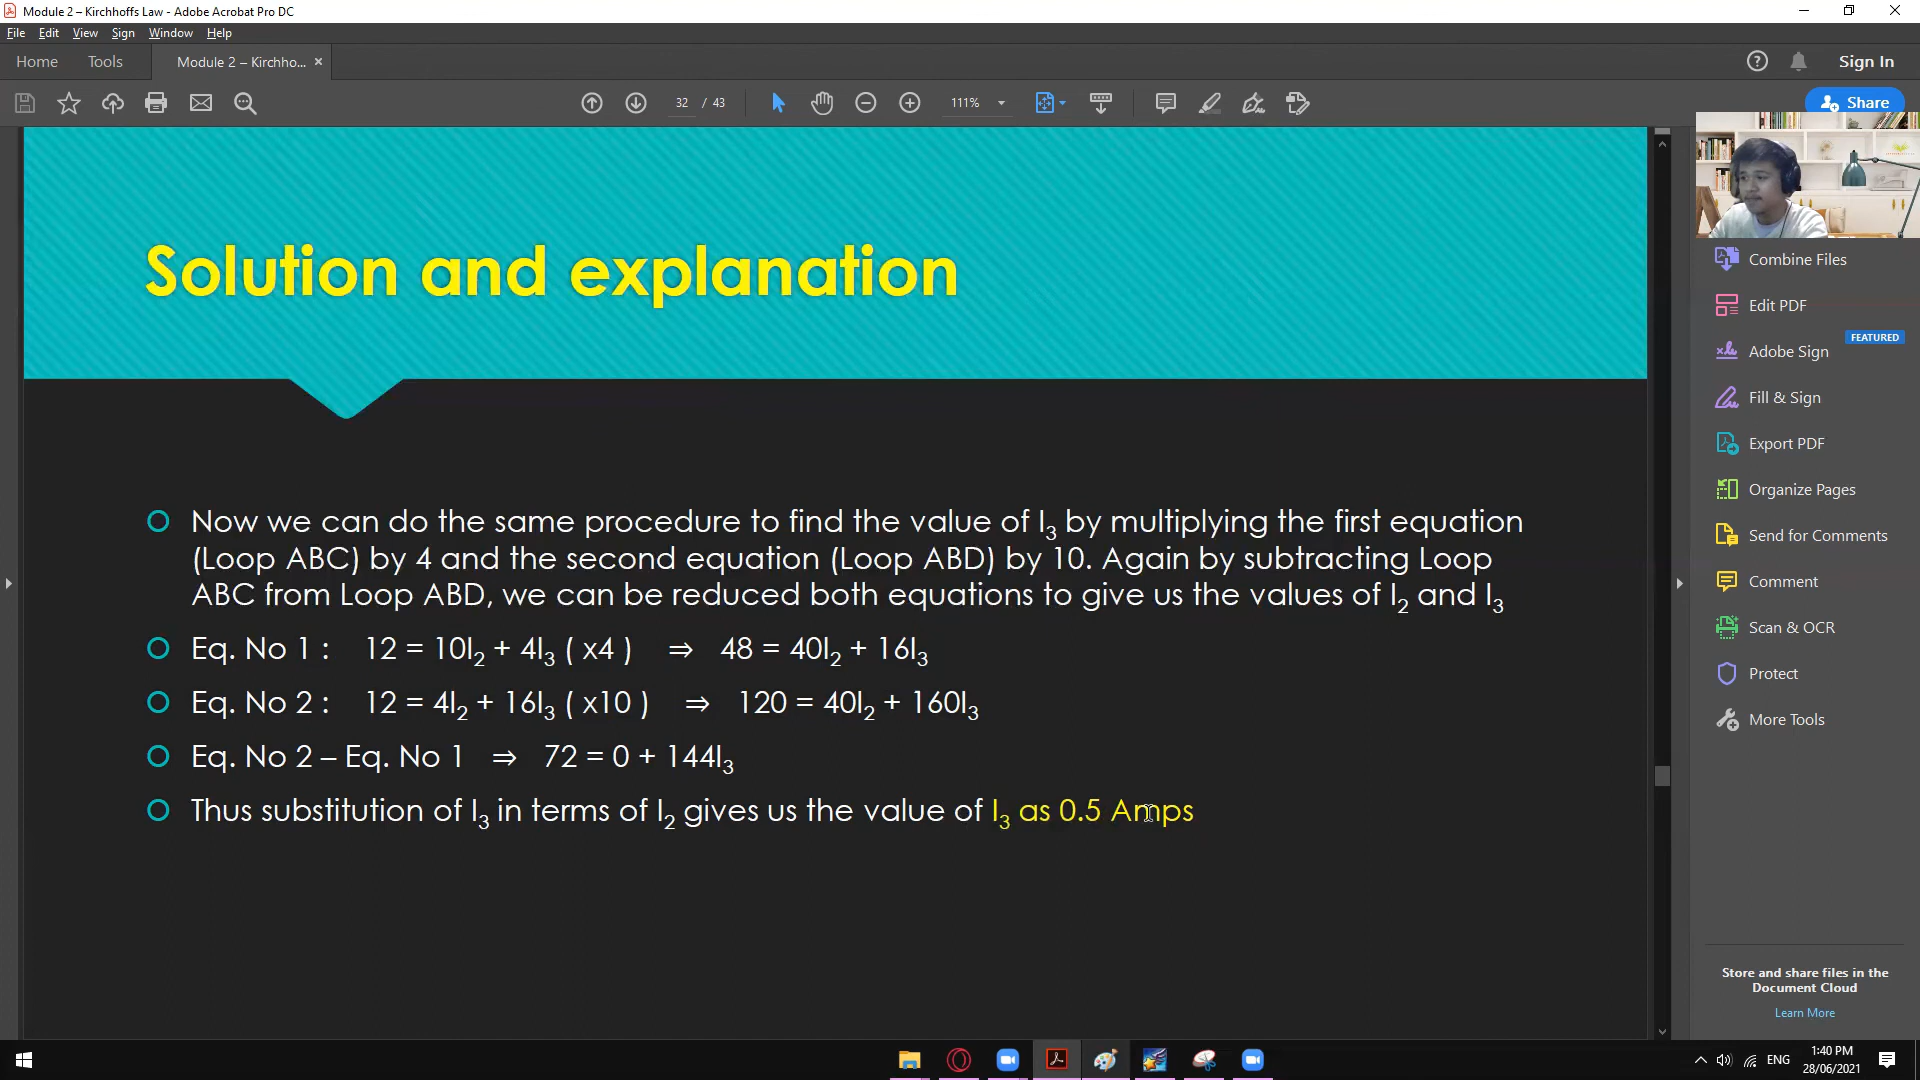 Module 2 – Kirchhoffs Law - Adobe Acrobat Pro DC
File Edit View Sign Window Help
Home Tools Module 2 – Kirchho... × Sign In
32 / 43 111% Share
Solution and explanation
Now we can do the same procedure to find the value of I₃ by multiplying the first equation
(Loop ABC) by 4 and the second equation (Loop ABD) by 10. Again by subtracting Loop
ABC from Loop ABD, we can be reduced both equations to give us the values of I₂ and I₃
Eq. No 1 : 12 = 10I₂ + 4I₃ ( x4 ) ⇒ 48 = 40I₂ + 16I₃
Eq. No 2 : 12 = 4I₂ + 16I₃ ( x10 ) ⇒ 120 = 40I₂ + 160I₃
Eq. No 2 – Eq. No 1 ⇒ 72 = 0 + 144I₃
Thus substitution of I₃ in terms of I₂ gives us the value of I₃ as 0.5 Amps
Combine Files
Edit PDF
FEATURED
Adobe Sign
Fill & Sign
Export PDF
Organize Pages
Send for Comments
Comment
Scan & OCR
Protect
More Tools
Store and share files in the
Document Cloud
Learn More
ENG
1:40 PM
28/06/2021